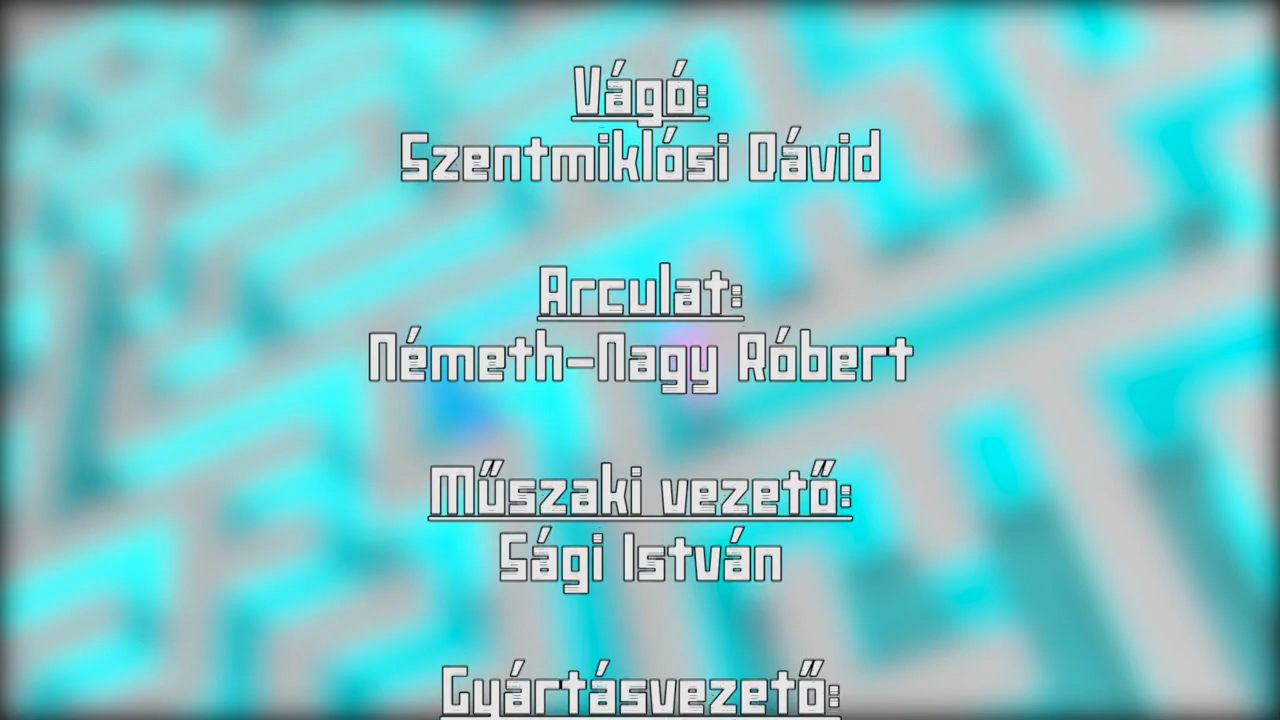 Vágó:
Szentmiklósi Dávid
Arculat:
Németh-Nagy Róbert
Műszaki vezető:
Sági István
Gyártásvezető: